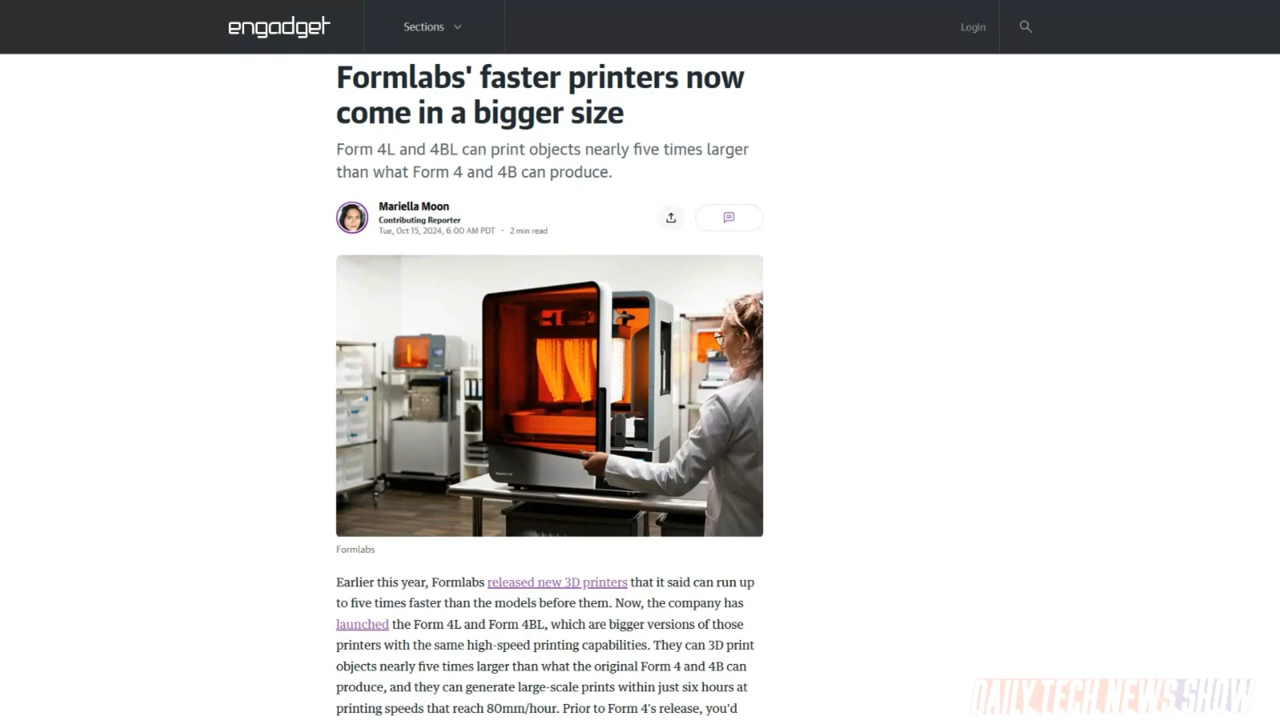 engadget
Sections
Login
Formlabs' faster printers now
come in a bigger size
Form 4L and 4BL can print objects nearly five times larger
than what Form 4 and 4B can produce.
Mariella Moon
Contributing Reporter
Tue, Oct 15, 2024, 6:00 AM PDT · 2 min read
Formlabs
Earlier this year, Formlabs released new 3D printers that it said can run up
to five times faster than the models before them. Now, the company has
launched the Form 4L and Form 4BL, which are bigger versions of those
printers with the same high-speed printing capabilities. They can 3D print
objects nearly five times larger than what the original Form 4 and 4B can
produce, and they can generate large-scale prints within just six hours at
printing speeds that reach 80mm/hour. Prior to Form 4's release, you'd
DAILY TECH NEWS SHOW